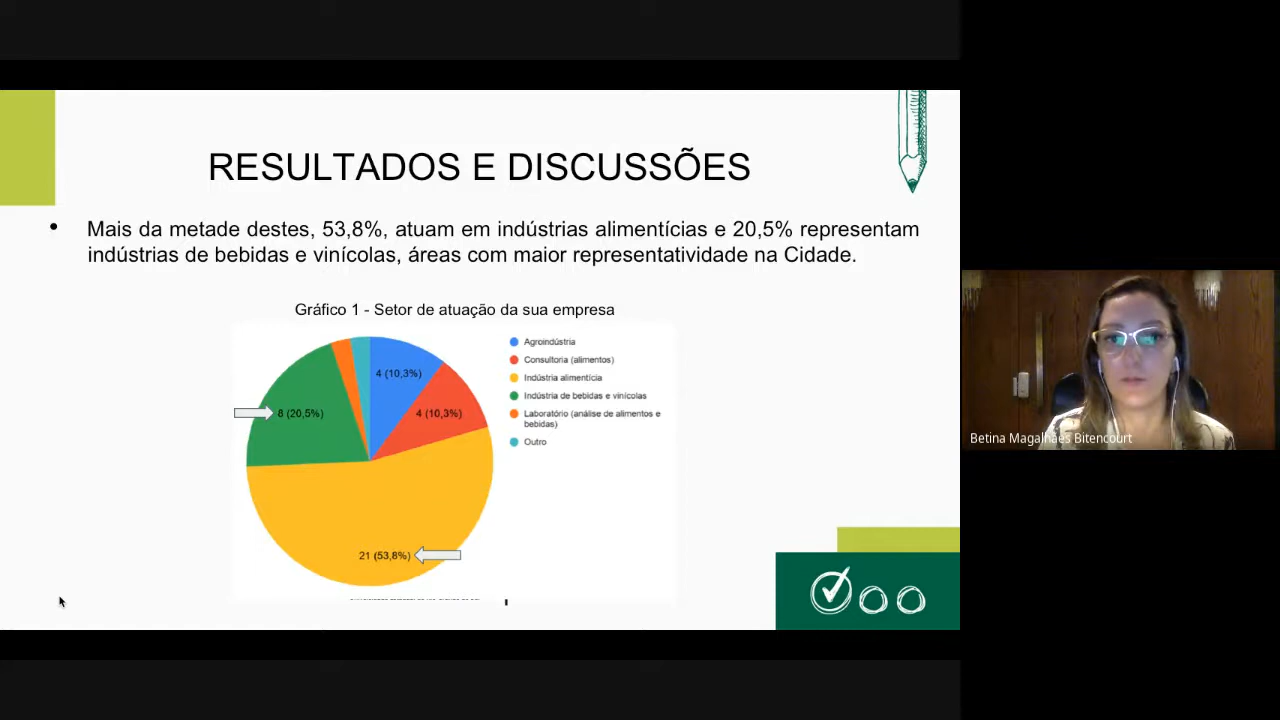 RESULTADOS E DISCUSSÕES
• Mais da metade destes, 53,8%, atuam em indústrias alimentícias e 20,5% representam
indústrias de bebidas e vinícolas, áreas com maior representatividade na Cidade.
Gráfico 1 - Setor de atuação da sua empresa
4 (10,3%)
4 (10,3%)
8 (20,5%)
21 (53,8%)
Agroindústria
Consultoria (alimentos)
Indústria alimentícia
Indústria de bebidas e vinícolas
Laboratório (análise de alimentos e
bebidas)
Outro
Betina Magalhães Bitencourt